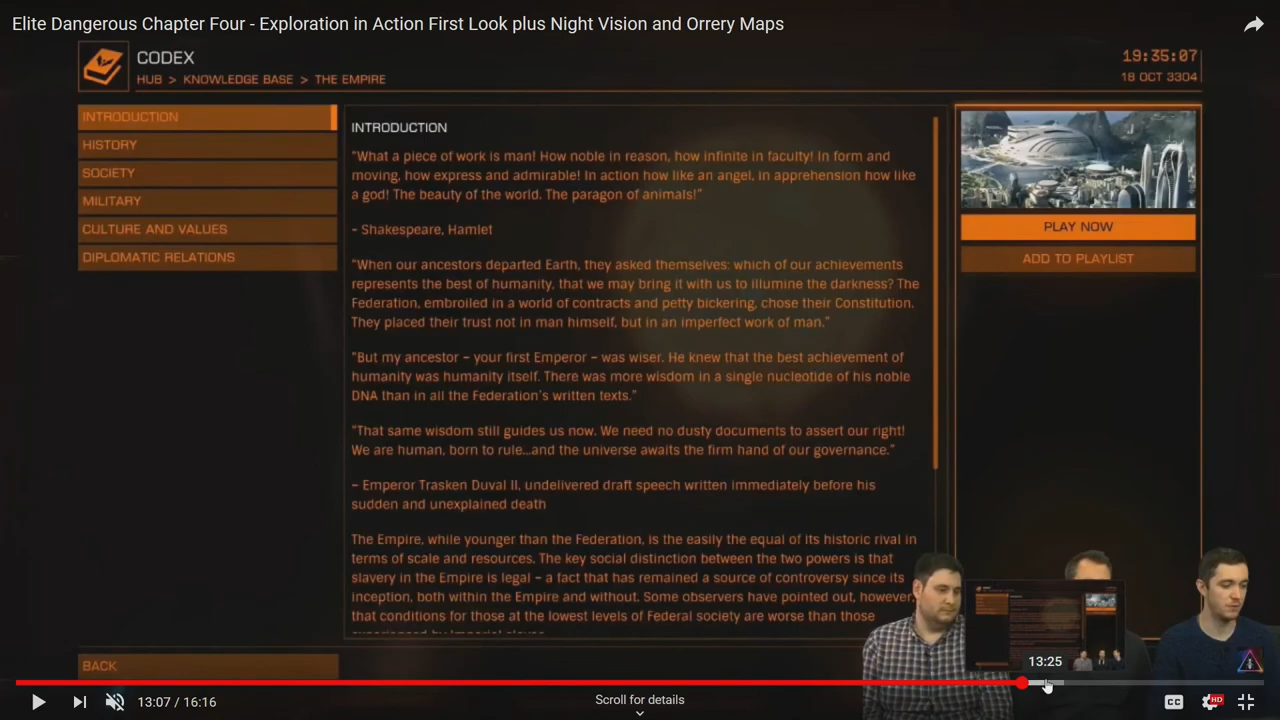 Elite Dangerous Chapter Four - Exploration in Action First Look plus Night Vision and Orrery Maps
CODEX
HUB > KNOWLEDGE BASE > THE EMPIRE
19:35:07
18 OCT 3304
INTRODUCTION
HISTORY
SOCIETY
MILITARY
CULTURE AND VALUES
DIPLOMATIC RELATIONS
INTRODUCTION
"What a piece of work is man! How noble in reason, how infinite in faculty! In form and
moving, how express and admirable! In action how like an angel, in apprehension how like
a god! The beauty of the world. The paragon of animals!"
- Shakespeare, Hamlet
"When our ancestors departed Earth, they asked themselves: which of our achievements
represents the best of humanity, that we may bring it with us to illumine the darkness? The
Federation, embroiled in a world of contracts and petty bickering, chose their Constitution.
They placed their trust not in man himself, but in an imperfect work of man."
"But my ancestor – your first Emperor – was wiser. He knew that the best achievement of
humanity was humanity itself. There was more wisdom in a single nucleotide of his noble
DNA than in all the Federation's written texts."
"That same wisdom still guides us now. We need no dusty documents to assert our right!
We are human, born to rule...and the universe awaits the firm hand of our governance."
– Emperor Trasken Duval II, undelivered draft speech written immediately before his
sudden and unexplained death
The Empire, while younger than the Federation, is the easily the equal of its historic rival in
terms of scale and resources. The key social distinction between the two powers is that
slavery in the Empire is legal – a fact that has remained a source of controversy since its
inception, both within the Empire and without. Some observers have pointed out, however,
that conditions for those at the lowest levels of Federal society are worse than those
experienced by Imperial slaves
PLAY NOW
ADD TO PLAYLIST
BACK
13:25
13:07 / 16:16
Scroll for details
CC
HD